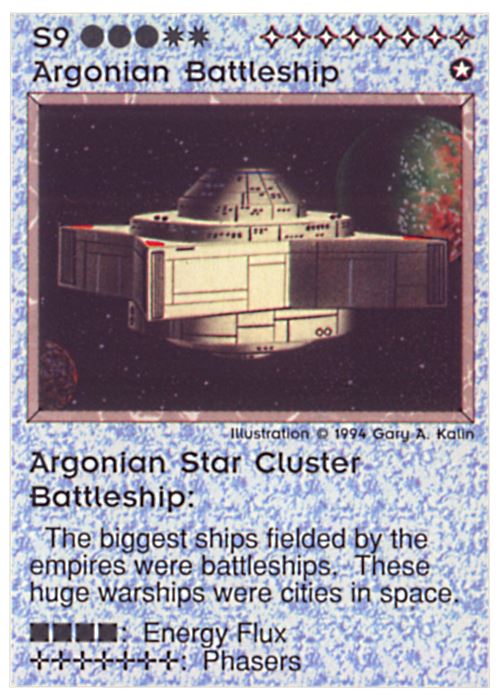 S9
Argonian Battleship
Illustration © 1994 Gary A. Kalin
Argonian Star Cluster
Battleship:
The biggest ships fielded by the
empires were battleships. These
huge warships were cities in space.
: Energy Flux
: Phasers